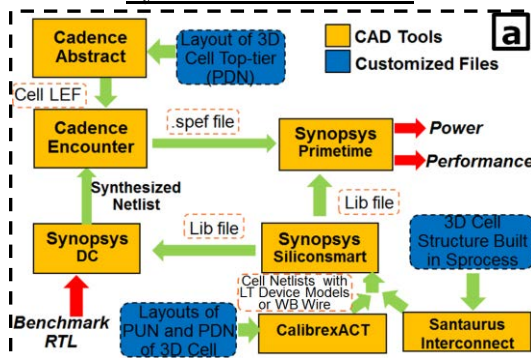 a
CAD Tools
Customized Files
Cadence
Abstract
Layout of 3D
Cell Top-tier
(PDN)
Cell LEF
Cadence
Encounter
.spef file
Synopsys
Primetime
Power
Performance
Synthesized
Netlist
Lib file
Lib file
Synopsys
DC
Synopsys
Siliconsmart
3D Cell
Structure Built
in Sprocess
Cell Netlists with
LT Device Models
or WB Wire
Benchmark
RTL
Layouts of
PUN and PDN
of 3D Cell
CalibrexACT
Santaurus
Interconnect